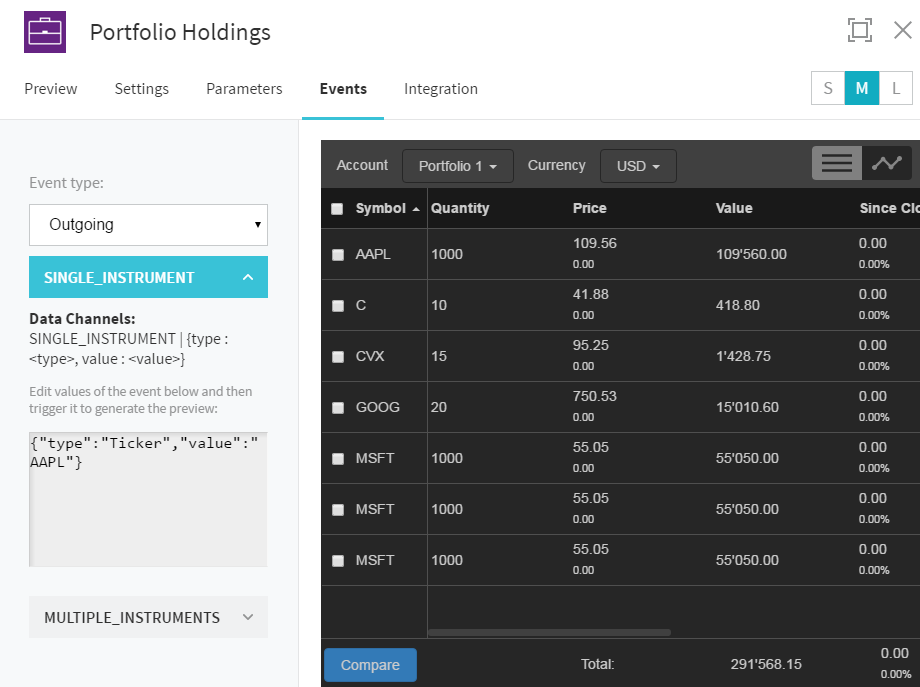 Portfolio Holdings
Preview Settings Parameters Events Integration
S M L
Event type:
Outgoing
SINGLE_INSTRUMENT
Data Channels:
SINGLE_INSTRUMENT | {type :
<type>, value : <value>}
Edit values of the event below and then
trigger it to generate the preview:
{"type":"Ticker","value":"
AAPL"}
MULTIPLE_INSTRUMENTS
Account Portfolio 1 Currency USD
Symbol Quantity Price Value Since Clo
AAPL 1000 109.56 109'560.00 0.00
0.00 0.00%
C 10 41.88 418.80 0.00
0.00 0.00%
CVX 15 95.25 1'428.75 0.00
0.00 0.00%
GOOG 20 750.53 15'010.60 0.00
0.00 0.00%
MSFT 1000 55.05 55'050.00 0.00
0.00 0.00%
MSFT 1000 55.05 55'050.00 0.00
0.00 0.00%
MSFT 1000 55.05 55'050.00 0.00
0.00 0.00%
Compare Total: 291'568.15 0.00
0.00%